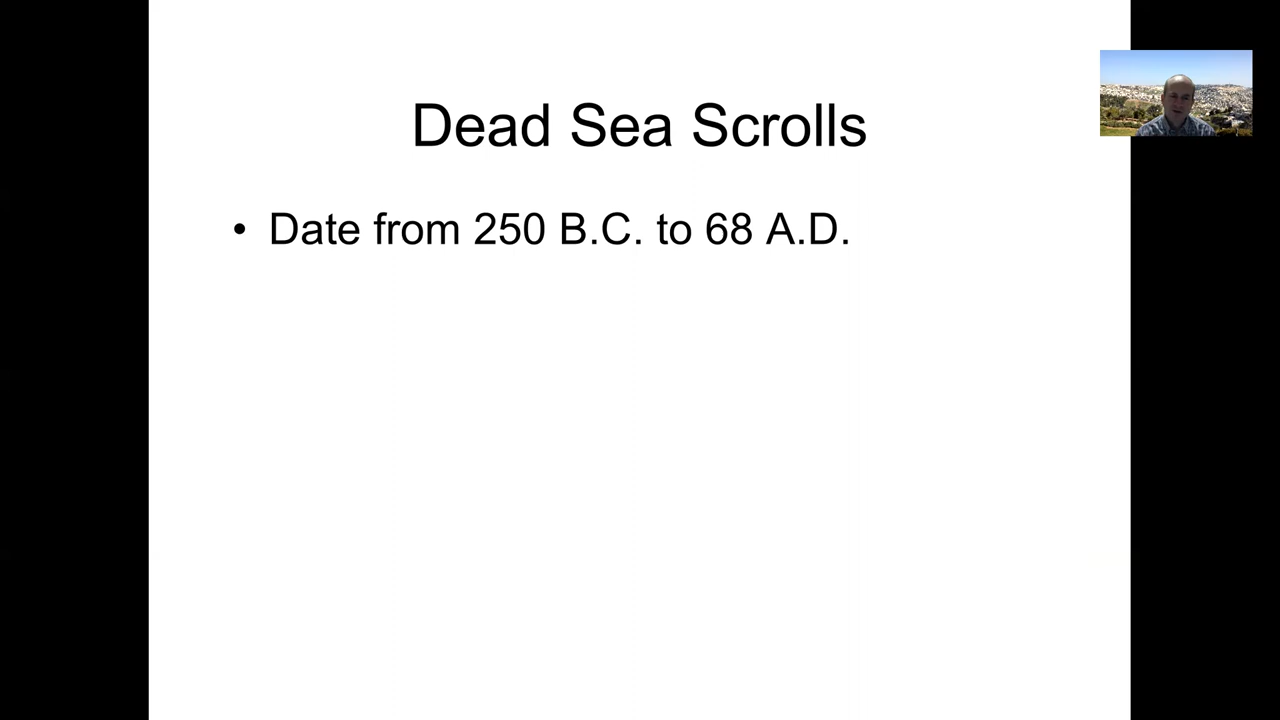 Dead Sea Scrolls
• Date from 250 B.C. to 68 A.D.